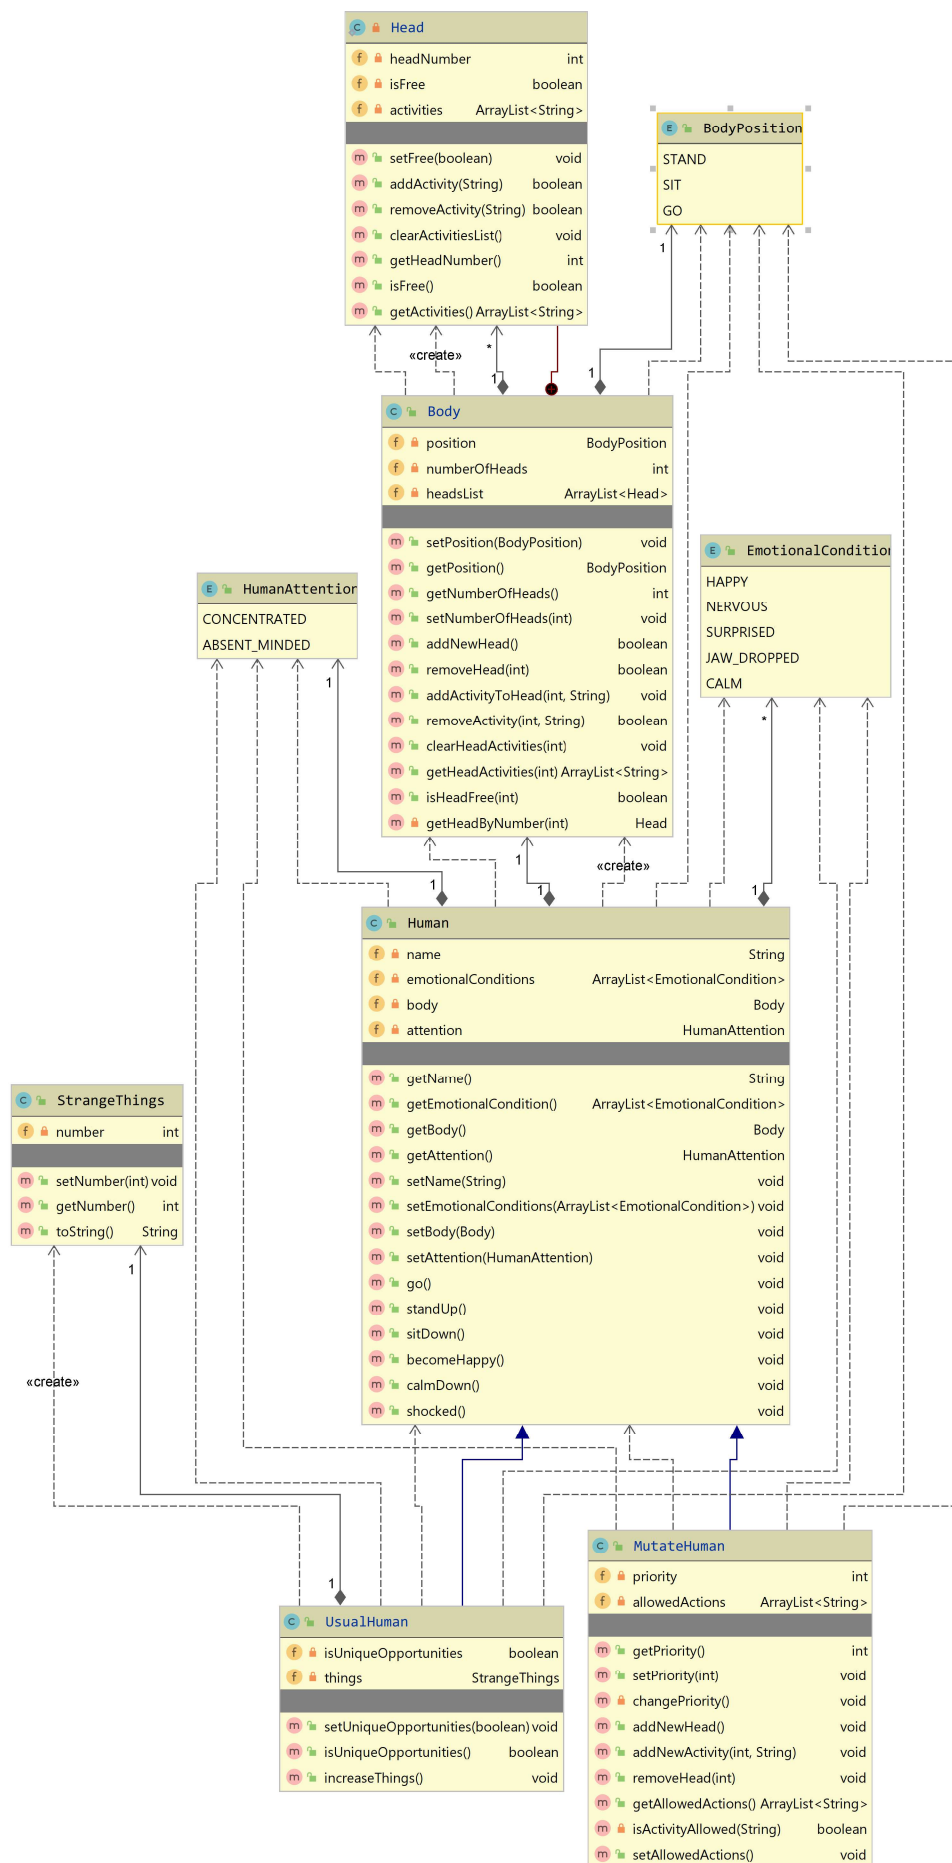 Head
headNumber int
isFree boolean
activities ArrayList<String>
setFree(boolean) void
addActivity(String) boolean
removeActivity(String) boolean
clearActivitiesList() void
getHeadNumber() int
isFree() boolean
getActivities() ArrayList<String>
BodyPosition
STAND
SIT
GO
1
«create»
*
1
1
Body
position BodyPosition
numberOfHeads int
headsList ArrayList<Head>
setPosition(BodyPosition) void
getPosition() BodyPosition
getNumberOfHeads() int
setNumberOfHeads(int) void
addNewHead() boolean
removeHead(int) boolean
addActivityToHead(int, String) void
removeActivity(int, String) boolean
clearHeadActivities(int) void
getHeadActivities(int) ArrayList<String>
isHeadFree(int) boolean
getHeadByNumber(int) Head
EmotionalCondition
HAPPY
NERVOUS
SURPRISED
JAW_DROPPED
CALM
HumanAttention
CONCENTRATED
ABSENT_MINDED
1
*
1
«create»
1
1
1
Human
name String
emotionalConditions ArrayList<EmotionalCondition>
body Body
attention HumanAttention
getName() String
getEmotionalCondition() ArrayList<EmotionalCondition>
getBody() Body
getAttention() HumanAttention
setName(String) void
setEmotionalConditions(ArrayList<EmotionalCondition>) void
setBody(Body) void
setAttention(HumanAttention) void
go() void
standUp() void
sitDown() void
becomeHappy() void
calmDown() void
shocked() void
StrangeThings
number int
setNumber(int) void
getNumber() int
toString() String
1
«create»
1
UsualHuman
isUniqueOpportunities boolean
things StrangeThings
setUniqueOpportunities(boolean) void
isUniqueOpportunities() boolean
increaseThings() void
MutateHuman
priority int
allowedActions ArrayList<String>
getPriority() int
setPriority(int) void
changePriority() void
addNewHead() void
addNewActivity(int, String) void
removeHead(int) void
getAllowedActions() ArrayList<String>
isActivityAllowed(String) boolean
setAllowedActions() void